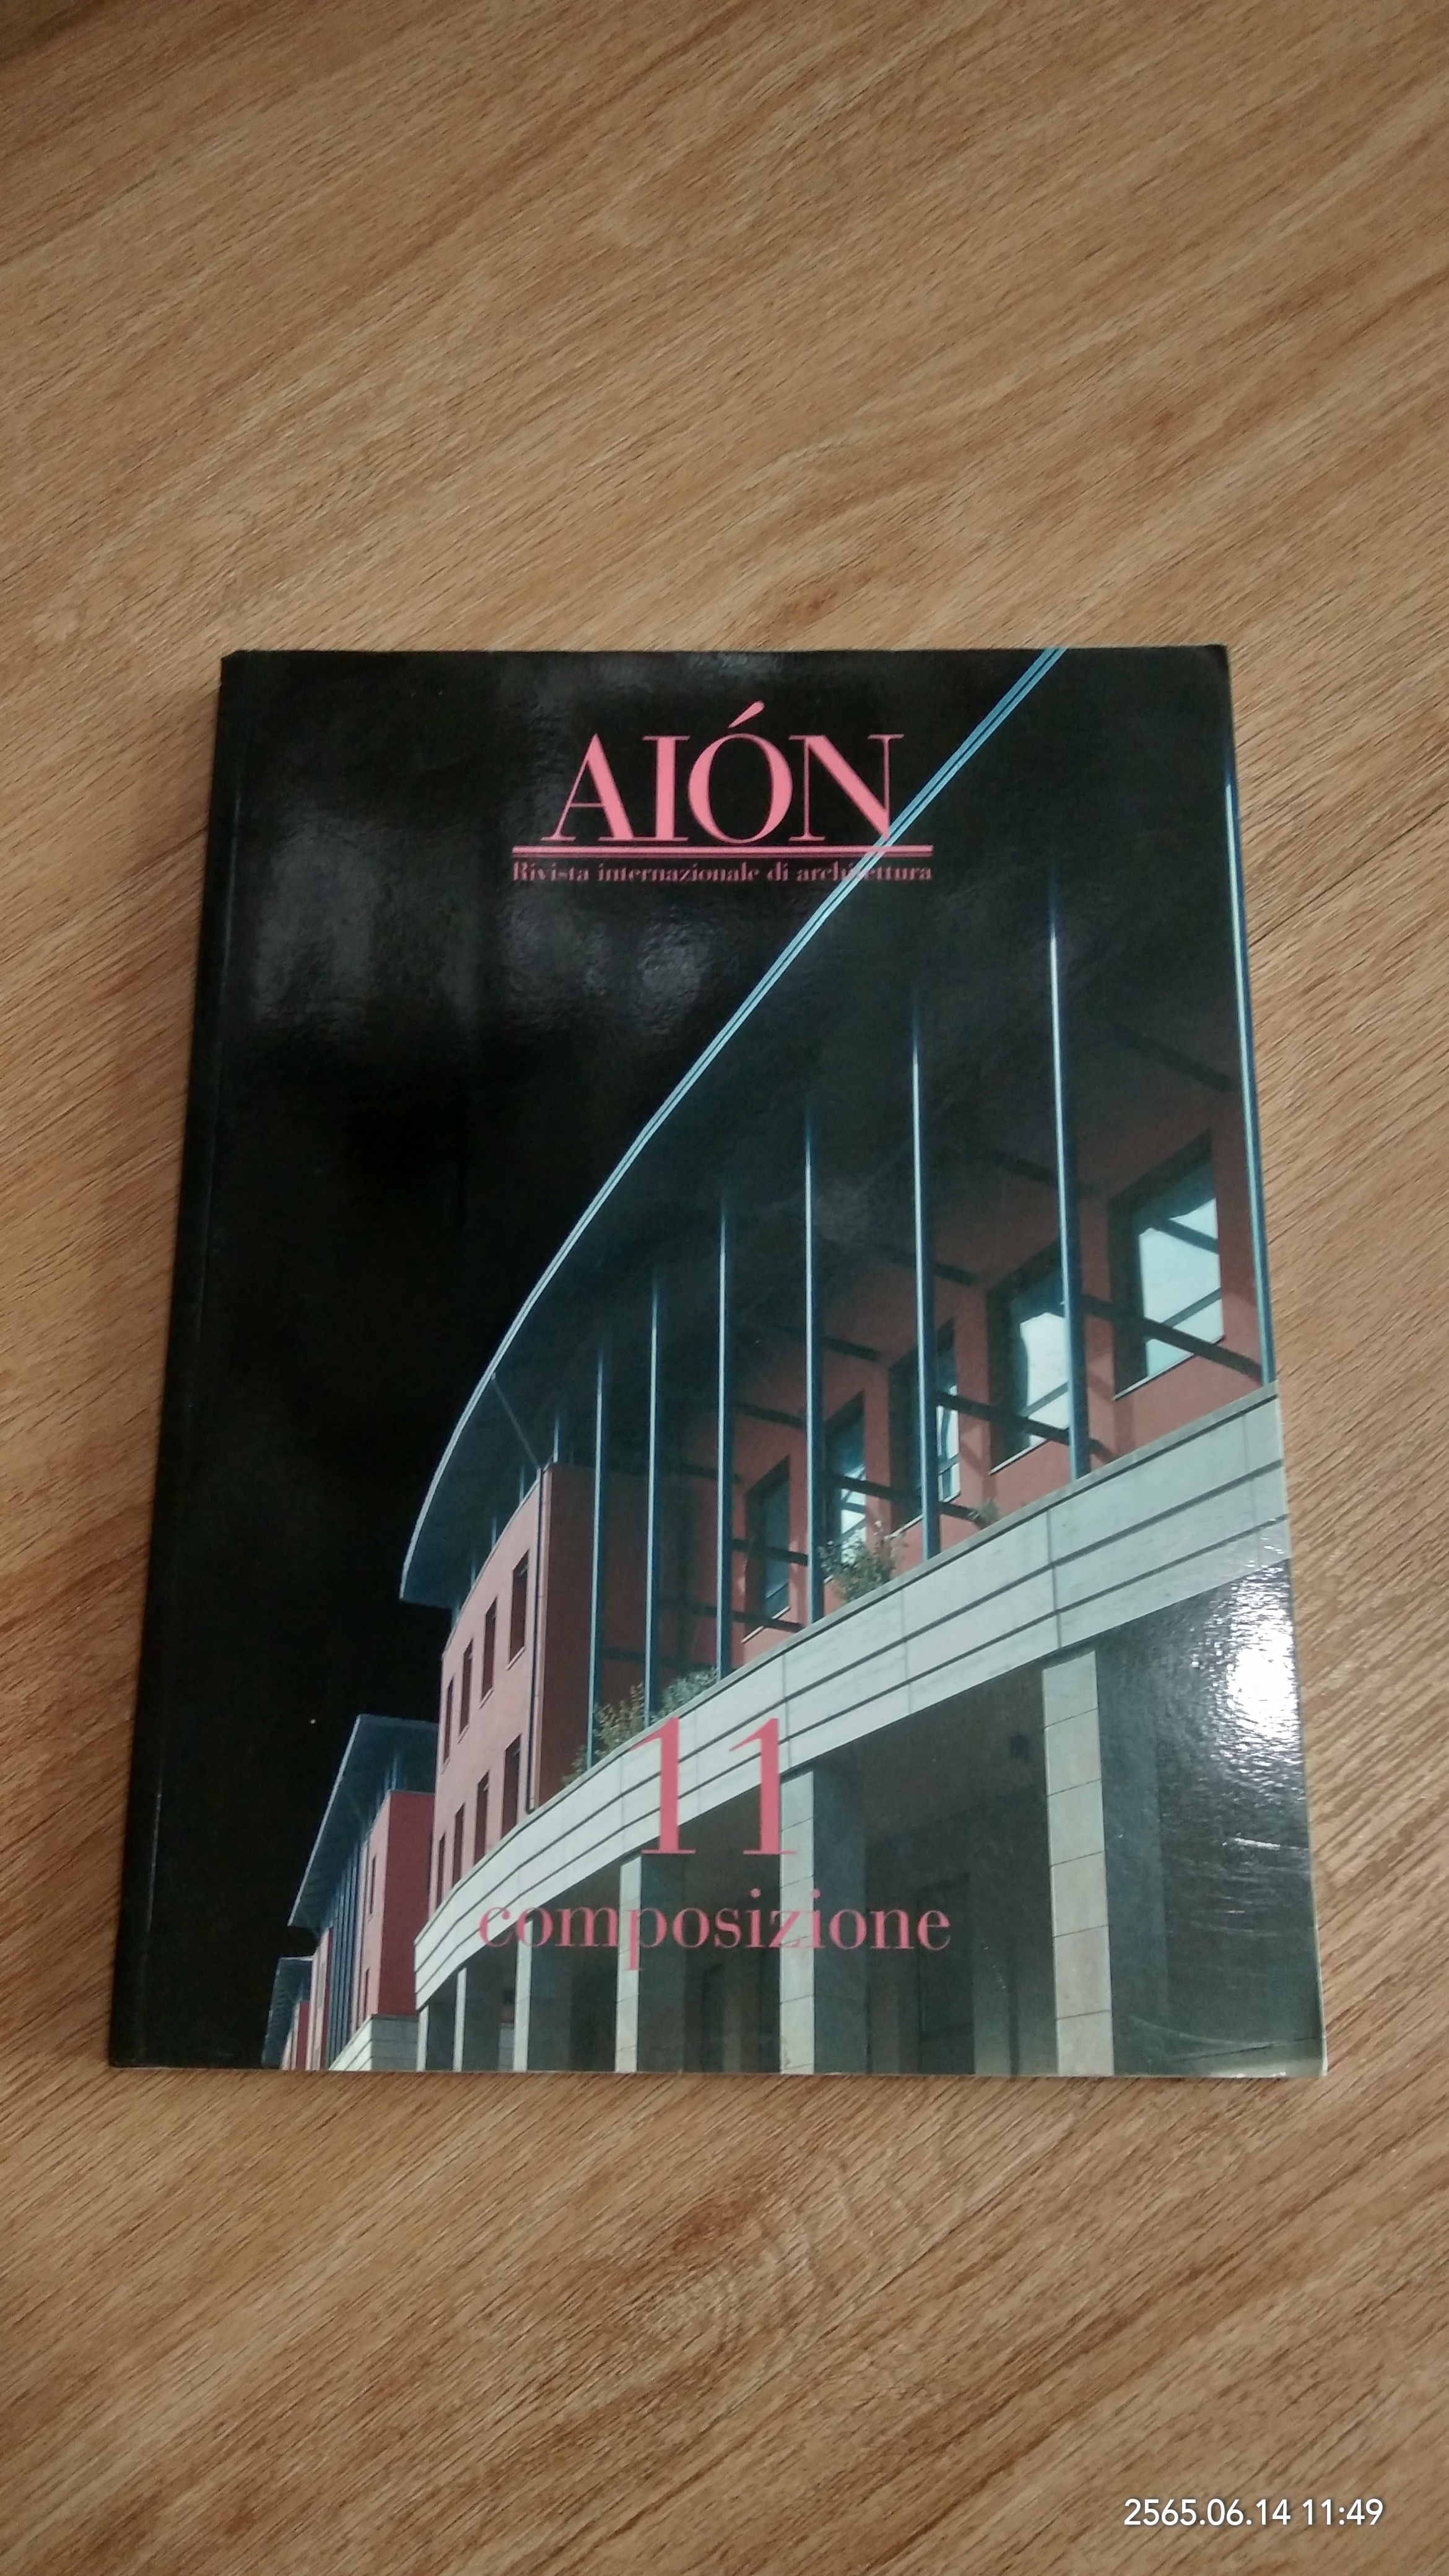 AIÓN
Rivista internazionale di architettura
11
composizione
2565.06.14 11:49